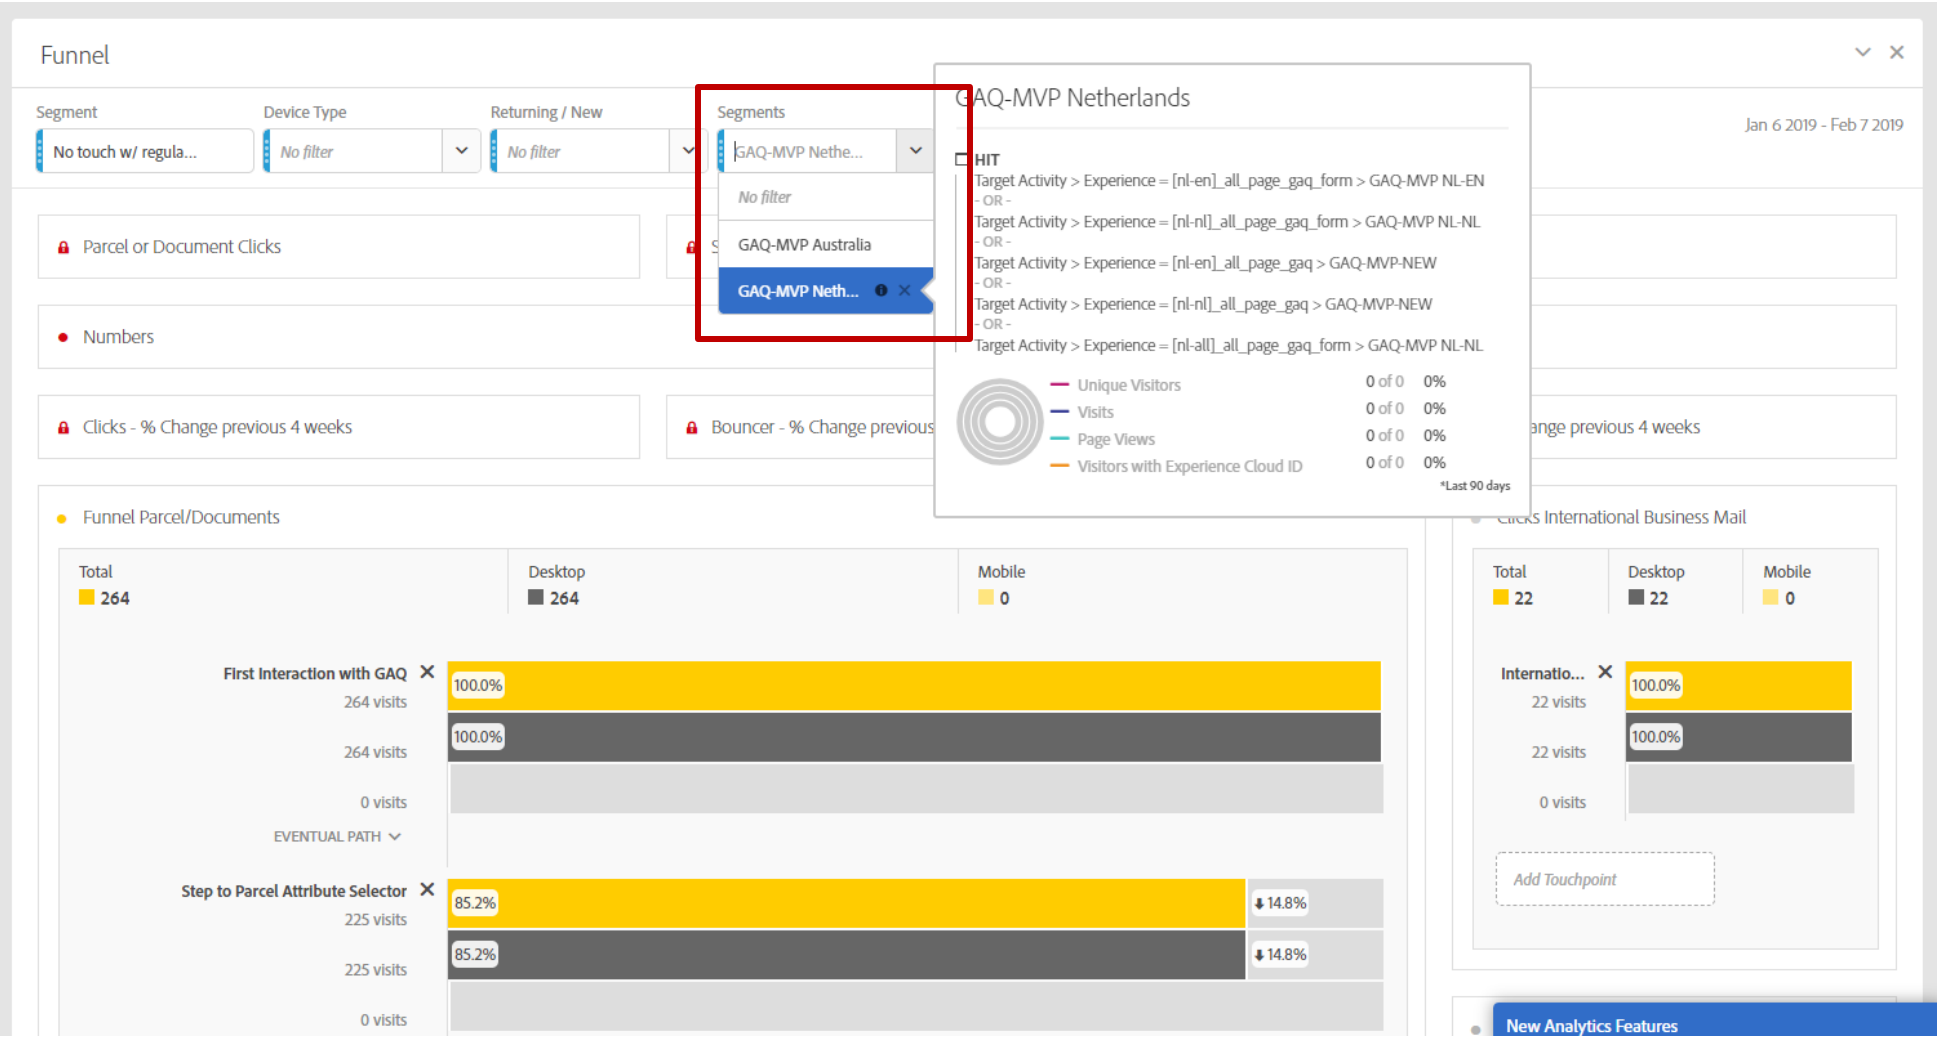 Funnel
Segment
Device Type
Returning / New
Segments
No touch w/ regula...
No filter
No filter
GAQ-MVP Nethe...
Jan 6 2019 - Feb 7 2019
No filter
GAQ-MVP Australia
GAQ-MVP Neth...
GAQ-MVP Netherlands
HIT
Target Activity > Experience = [nl-en]_all_page_gaq_form > GAQ-MVP NL-EN
- OR -
Target Activity > Experience = [nl-nl]_all_page_gaq_form > GAQ-MVP NL-NL
- OR -
Target Activity > Experience = [nl-en]_all_page_gaq > GAQ-MVP-NEW
- OR -
Target Activity > Experience = [nl-nl]_all_page_gaq > GAQ-MVP-NEW
- OR -
Target Activity > Experience = [nl-all]_all_page_gaq_form > GAQ-MVP NL-NL
Unique Visitors 0 of 0 0%
Visits 0 of 0 0%
Page Views 0 of 0 0%
Visitors with Experience Cloud ID 0 of 0 0%
*Last 90 days
Parcel or Document Clicks
S
Numbers
Clicks - % Change previous 4 weeks
Bouncer - % Change previous
ange previous 4 weeks
Funnel Parcel/Documents
Total
264
Desktop
264
Mobile
0
First Interaction with GAQ
264 visits
100.0%
264 visits
100.0%
0 visits
EVENTUAL PATH
Step to Parcel Attribute Selector
225 visits
85.2%
14.8%
225 visits
85.2%
14.8%
0 visits
Clicks International Business Mail
Total
22
Desktop
22
Mobile
0
Internatio...
22 visits
100.0%
22 visits
100.0%
0 visits
Add Touchpoint
New Analytics Features